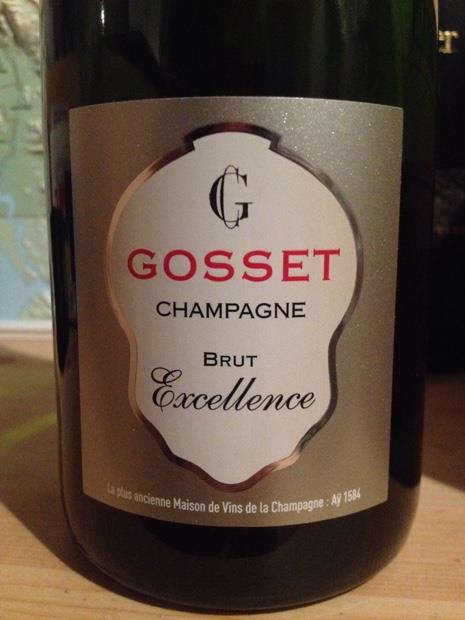 G
GOSSET
CHAMPAGNE
BRUT
Excellence
La plus ancienne Maison de Vins de la Champagne : Aÿ 1584